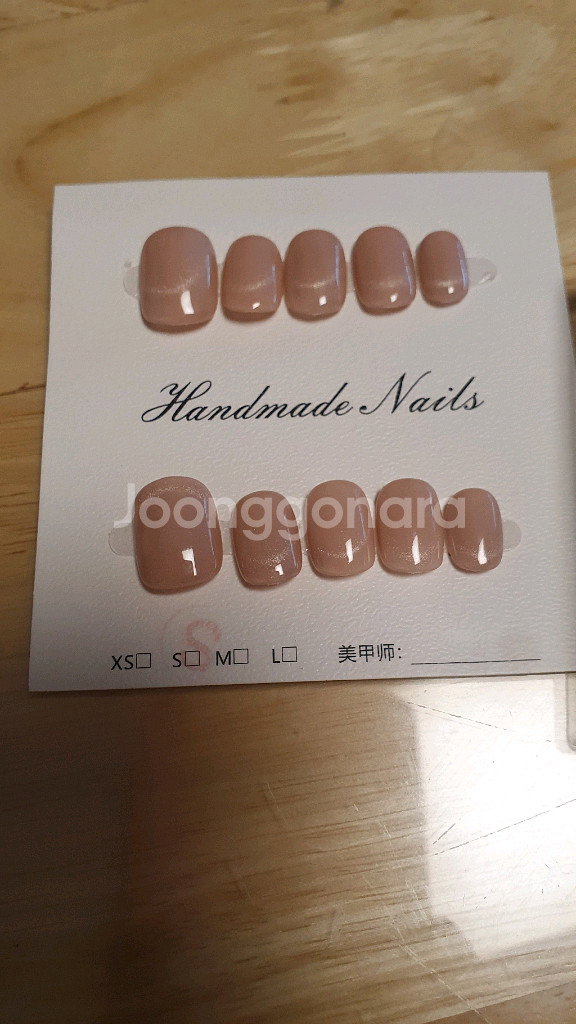 Handmade Nails
Joonggonara
S
XS□ S□ M□ L□ 美甲师：